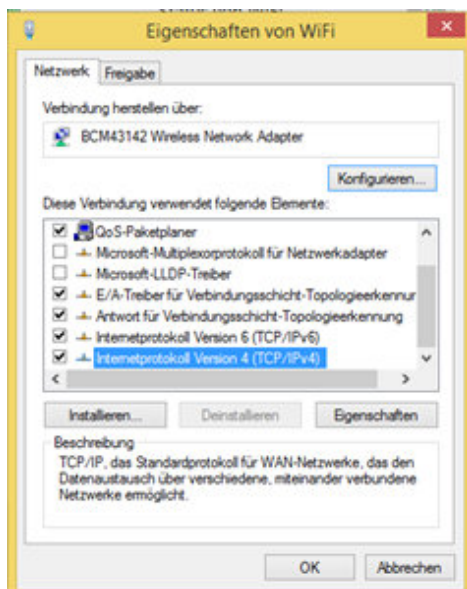 Eigenschaften von WiFi
Netzwerk Freigabe
Verbindung herstellen über:
BCM43142 Wireless Network Adapter
Konfigurieren...
Diese Verbindung verwendet folgende Elemente:
QoS-Paketplaner
Microsoft-Multiplexorprotokoll für Netzwerkadapter
Microsoft-LLDP-Treiber
E/A-Treiber für Verbindungsschicht-Topologieerkennur
Antwort für Verbindungsschicht-Topologieerkennung
Internetprotokoll Version 6 (TCP/IPv6)
Internetprotokoll Version 4 (TCP/IPv4)
Installieren... Deinstallieren Eigenschaften
Beschreibung
TCP/IP, das Standardprotokoll für WAN-Netzwerke, das den
Datenaustausch über verschiedene, miteinander verbundene
Netzwerke ermöglicht.
OK Abbrechen